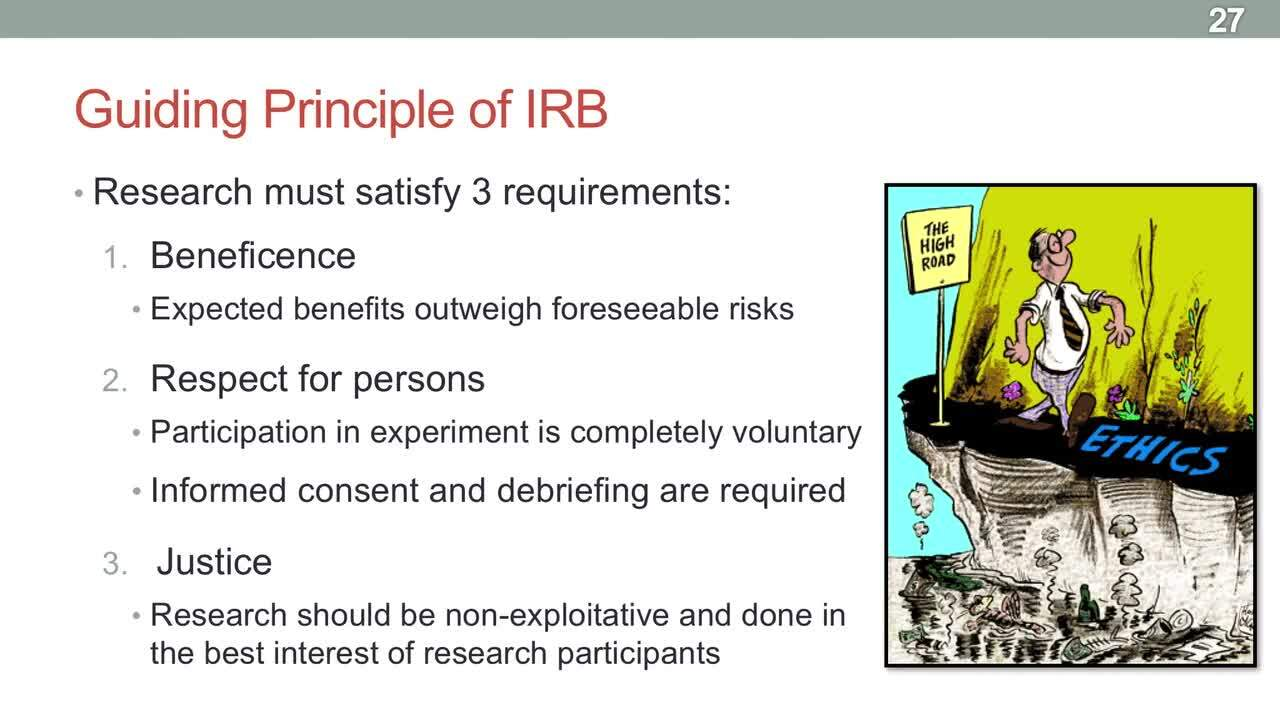 27
Guiding Principle of IRB
• Research must satisfy 3 requirements:
1. Beneficence
• Expected benefits outweigh foreseeable risks
2. Respect for persons
• Participation in experiment is completely voluntary
• Informed consent and debriefing are required
3. Justice
• Research should be non-exploitative and done in
the best interest of research participants
THE
HIGH
ROAD
ETHICS